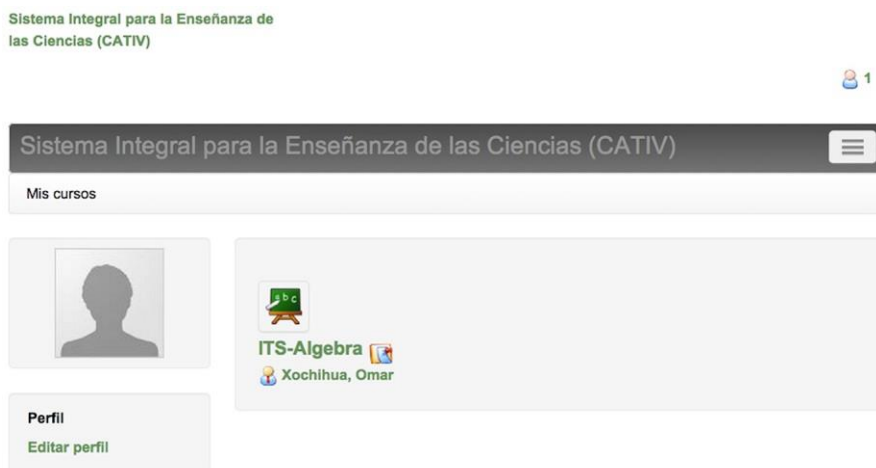 Sistema Integral para la Enseñanza de
las Ciencias (CATIV)
1
Sistema Integral para la Enseñanza de las Ciencias (CATIV)
Mis cursos
abc
ITS-Algebra
Xochihua, Omar
Perfil
Editar perfil